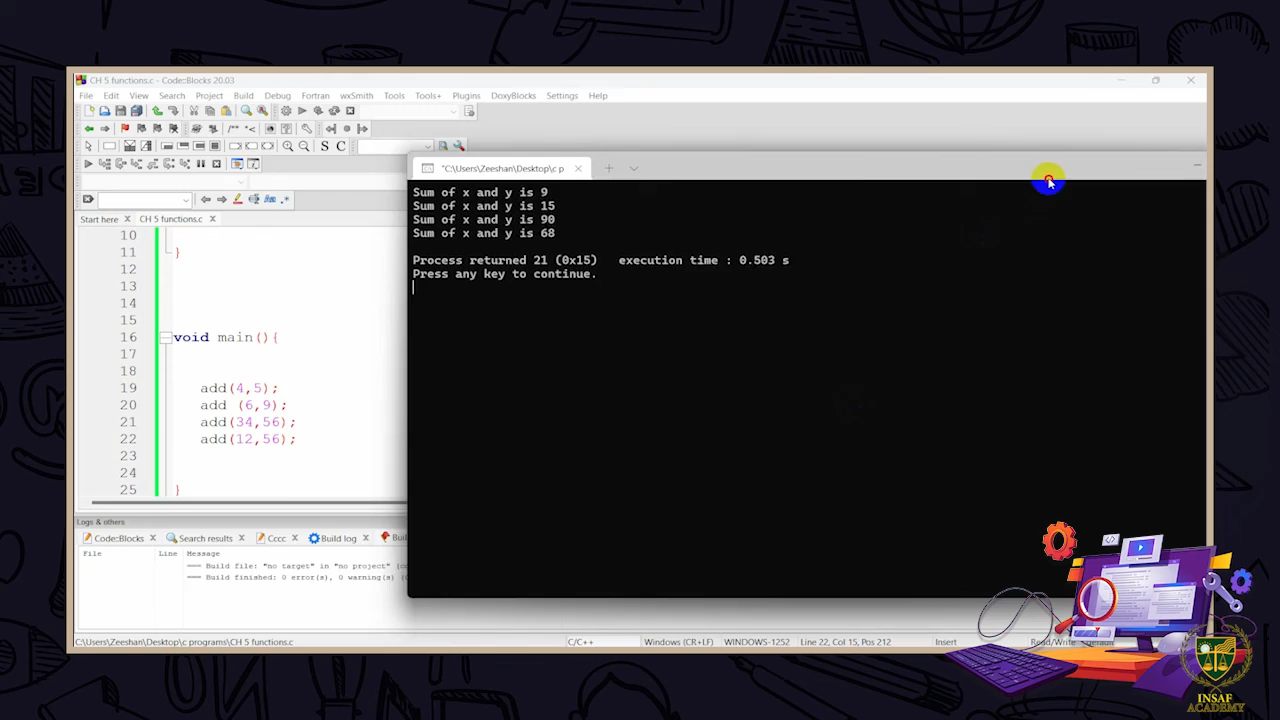 CH 5 functions.c - Code::Blocks 20.03
File Edit View Search Project Build Debug Fortran wxSmith Tools Tools+ Plugins DoxyBlocks Settings Help
S C
"C:\Users\Zeeshan\Desktop\c p
Start here CH 5 functions.c
Sum of x and y is 9
Sum of x and y is 15
Sum of x and y is 90
Sum of x and y is 68
Process returned 21 (0x15) execution time : 0.503 s
Press any key to continue.
10
11 }
12
13
14
15
16 void main(){
17
18
19 add(4,5);
20 add (6,9);
21 add(34,56);
22 add(12,56);
23
24
25 }
Logs & others
Code::Blocks Search results Cccc Build log Bui
File Line Message
=== Build file: "no target" in "no project" (co
=== Build finished: 0 error(s), 0 warning(s) (0
C:\Users\Zeeshan\Desktop\c programs\CH 5 functions.c C/C++ Windows (CR+LF) WINDOWS-1252 Line 22, Col 15, Pos 212 Insert Read/Write default
INSAF
ACADEMY